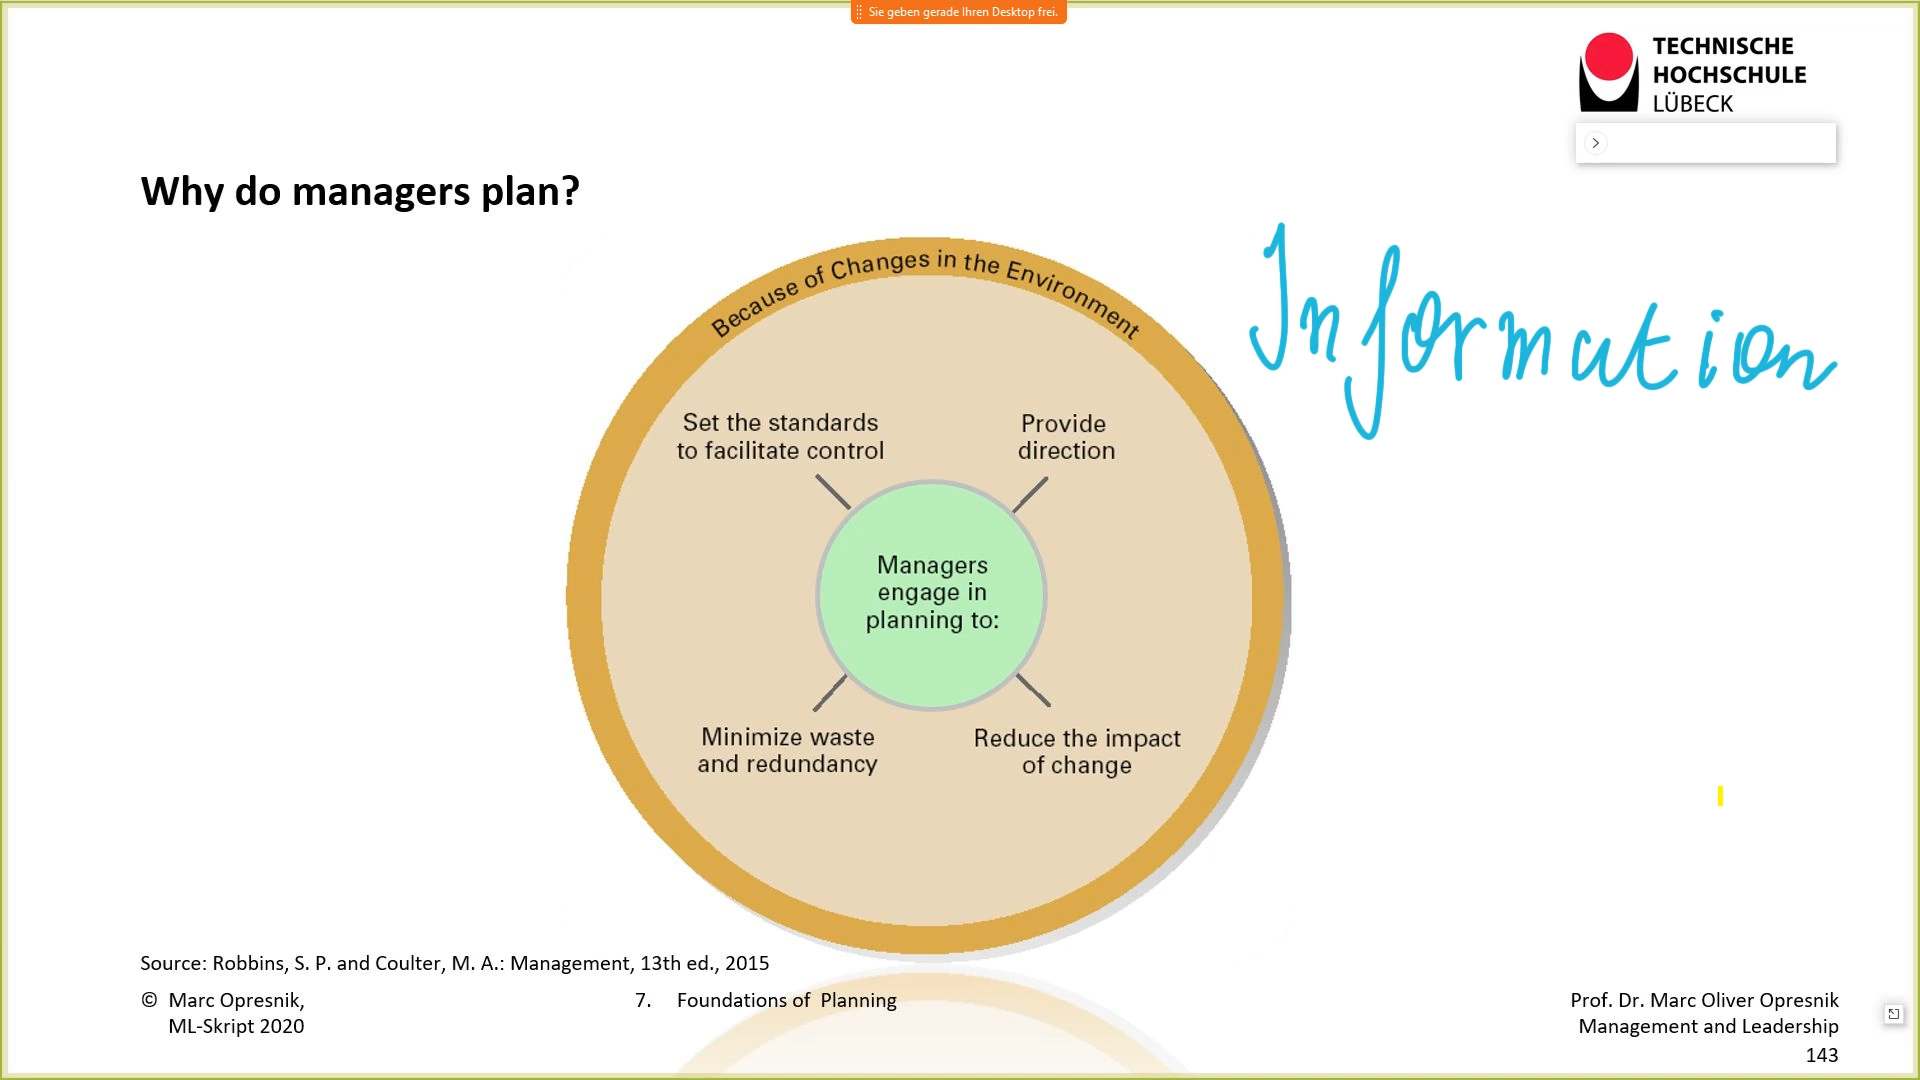 Sie geben gerade Ihren Desktop frei.
TECHNISCHE
HOCHSCHULE
LÜBECK
Why do managers plan?
Information
Because of Changes in the Environment
Set the standards
to facilitate control
Provide
direction
Managers
engage in
planning to:
Minimize waste
and redundancy
Reduce the impact
of change
Source: Robbins, S. P. and Coulter, M. A.: Management, 13th ed., 2015
© Marc Opresnik,
ML-Skript 2020
7. Foundations of Planning
Prof. Dr. Marc Oliver Opresnik
Management and Leadership
143